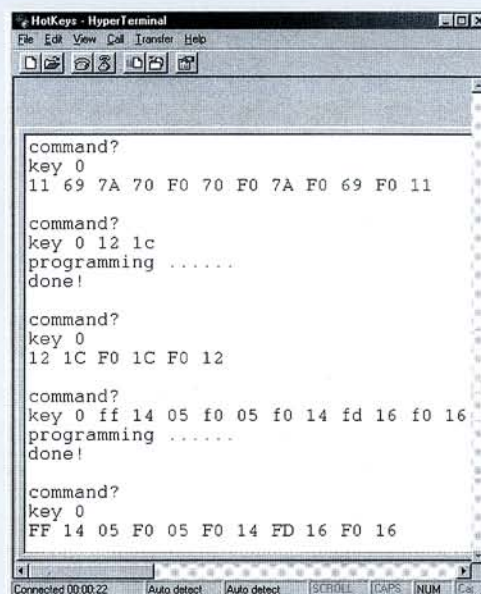 HotKeys - HyperTerminal
File Edit View Call Transfer Help
command?
key 0
11 69 7A 70 F0 70 F0 7A F0 69 F0 11
command?
key 0 12 1c
programming ......
done!
command?
key 0
12 1C F0 1C F0 12
command?
key 0 ff 14 05 f0 05 f0 14 fd 16 f0 16
programming ......
done!
command?
key 0
FF 14 05 F0 05 F0 14 FD 16 F0 16
Connected 00:00:22 Auto detect Auto detect SCROLL CAPS NUM